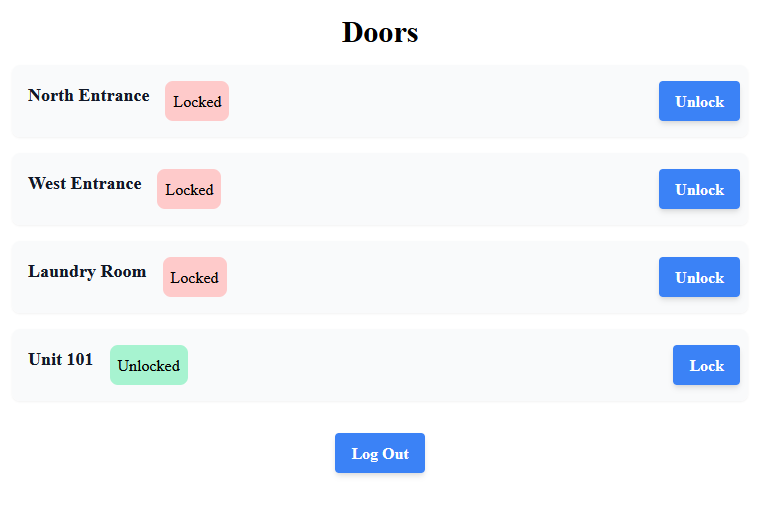 Doors
North Entrance Locked Unlock
West Entrance Locked Unlock
Laundry Room Locked Unlock
Unit 101 Unlocked Lock
Log Out